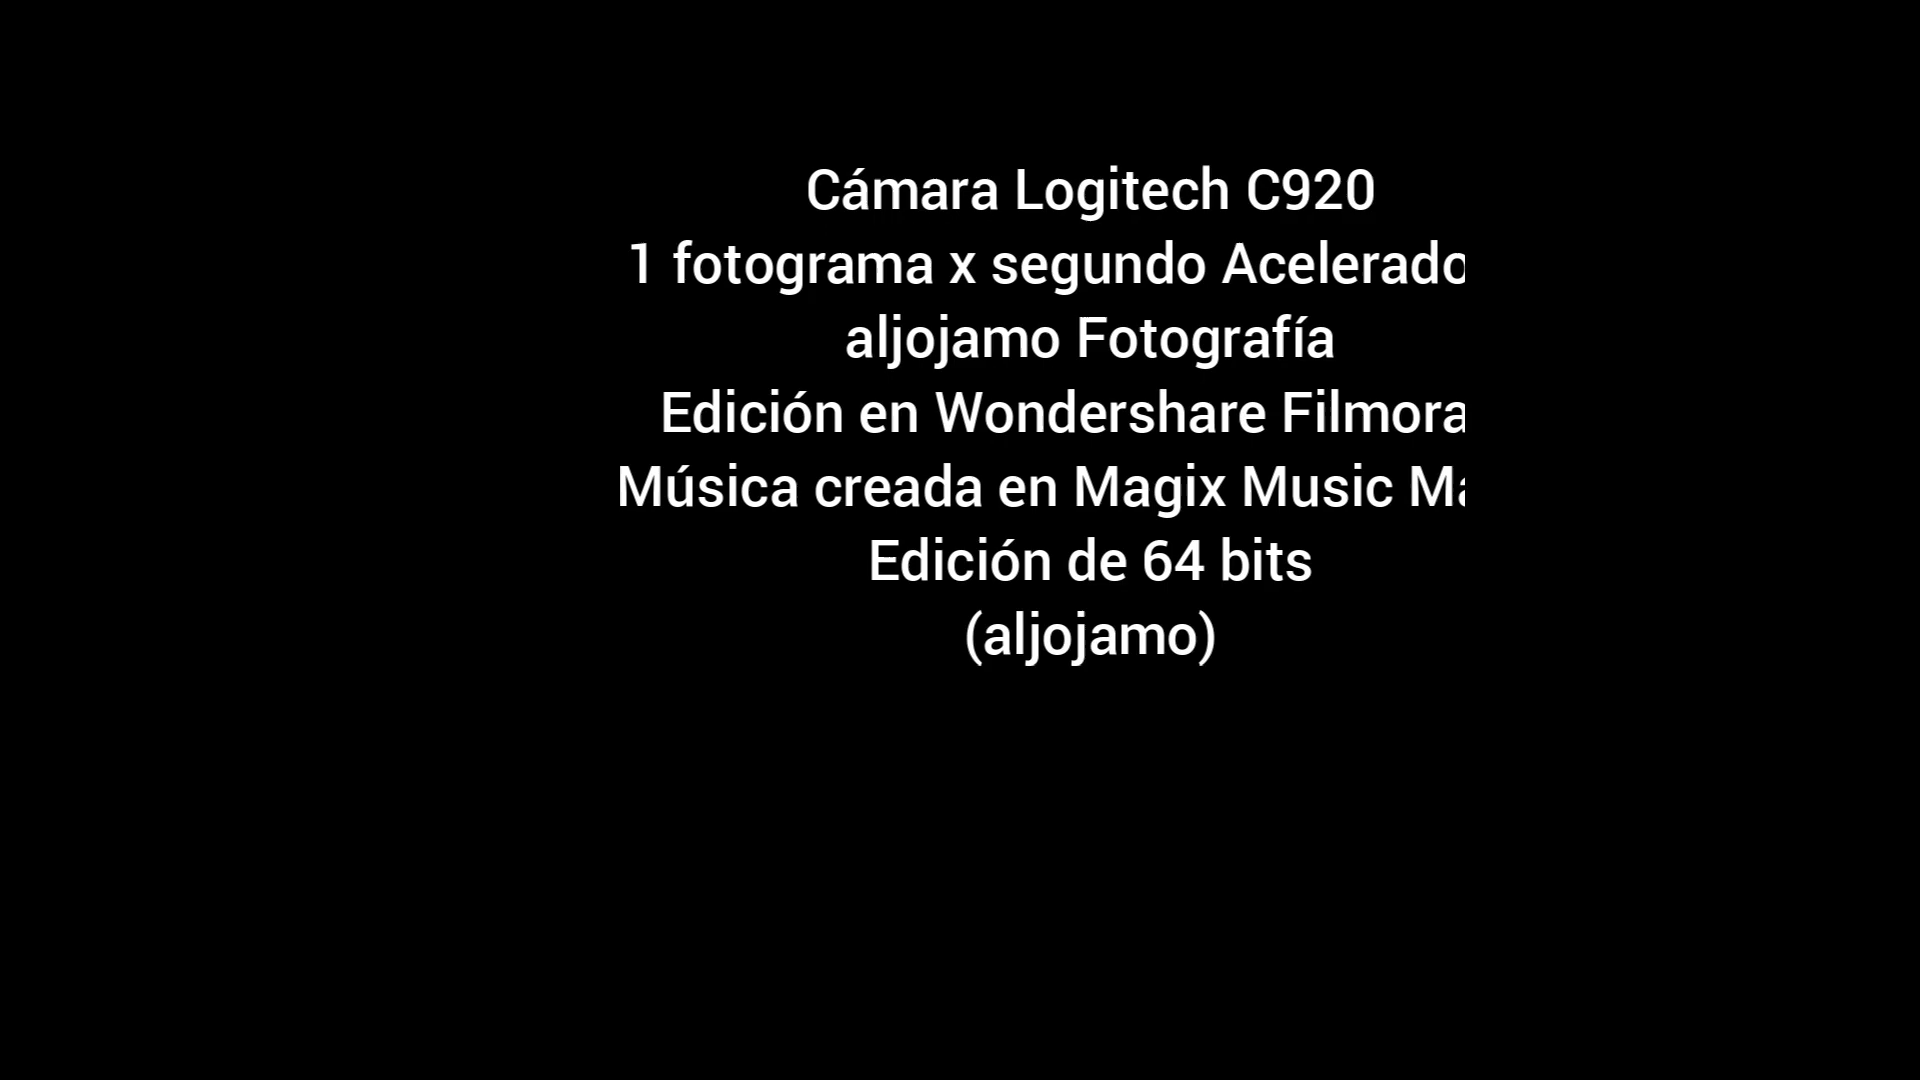 Cámara Logitech C920
1 fotograma x segundo Acelerado
aljojamo Fotografía
Edición en Wondershare Filmora
Música creada en Magix Music
Edición de 64 bits
(aljojamo)